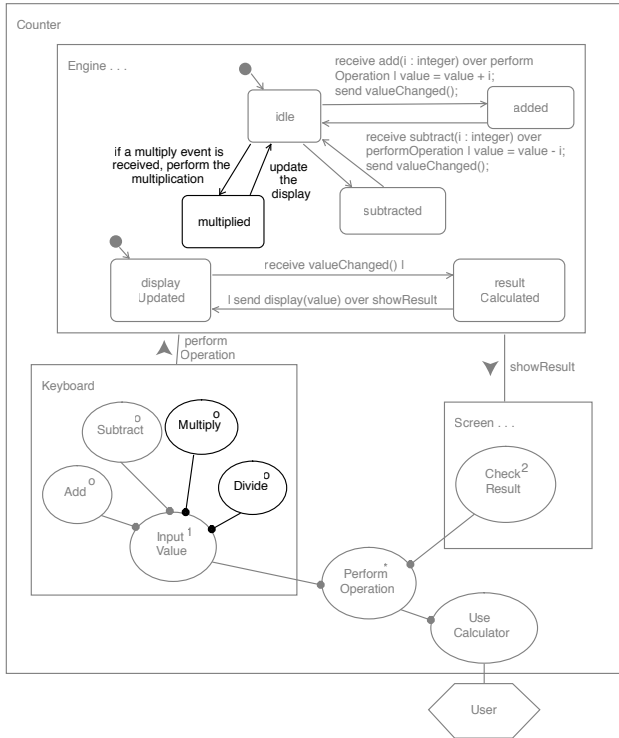 Counter
Engine . . .
receive add(i : integer) over perform
Operation | value = value + i;
send valueChanged();
idle
added
receive subtract(i : integer) over
performOperation | value = value - i;
send valueChanged();
if a multiply event is
received, perform the
multiplication
update
the
display
multiplied
subtracted
display
Updated
receive valueChanged() |
result
Calculated
| send display(value) over showResult
perform
Operation
showResult
Keyboard
Subtract o
Multiply o
Add o
Divide o
Input 1
Value
Screen . . .
Check 2
Result
Perform *
Operation
Use
Calculator
User